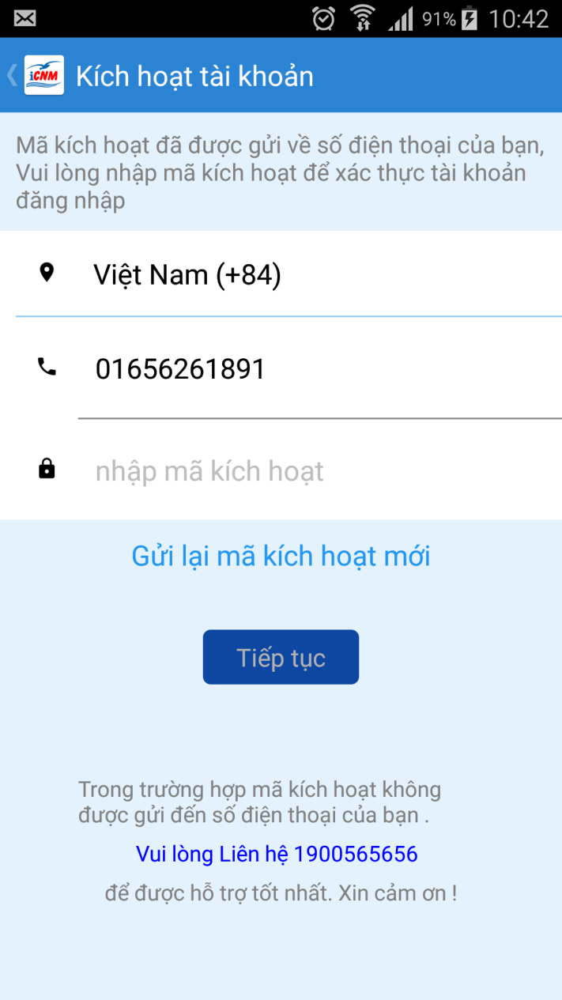 91% 10:42
iCNM Kích hoạt tài khoản
Mã kích hoạt đã được gửi về số điện thoại của bạn,
Vui lòng nhập mã kích hoạt để xác thực tài khoản
đăng nhập
Việt Nam (+84)
01656261891
nhập mã kích hoạt
Gửi lại mã kích hoạt mới
Tiếp tục
Trong trường hợp mã kích hoạt không
được gửi đến số điện thoại của bạn .
Vui lòng Liên hệ 1900565656
để được hỗ trợ tốt nhất. Xin cảm ơn !